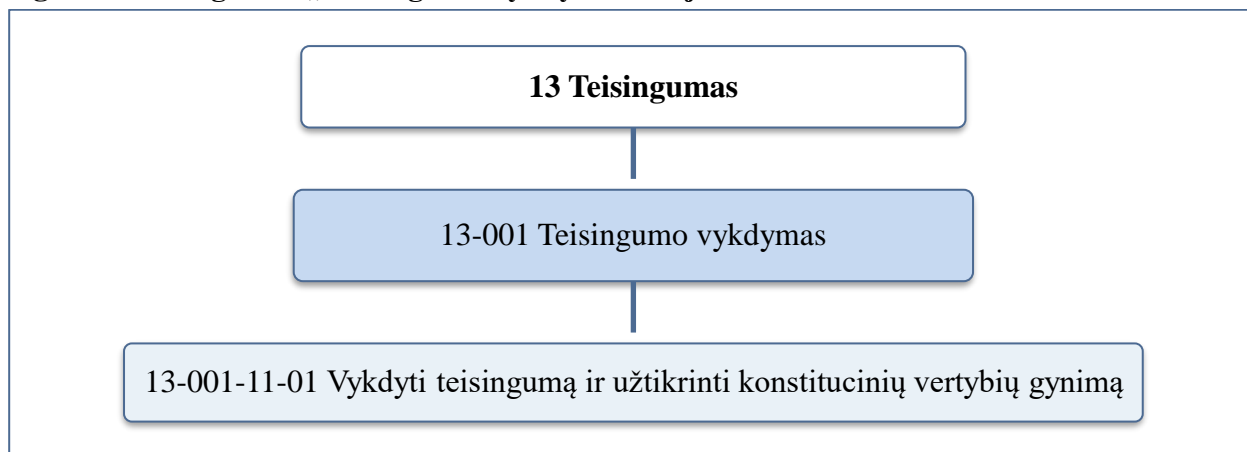 13 Teisingumas
13-001 Teisingumo vykdymas
13-001-11-01 Vykdyti teisingumą ir užtikrinti konstitucinių vertybių gynimą